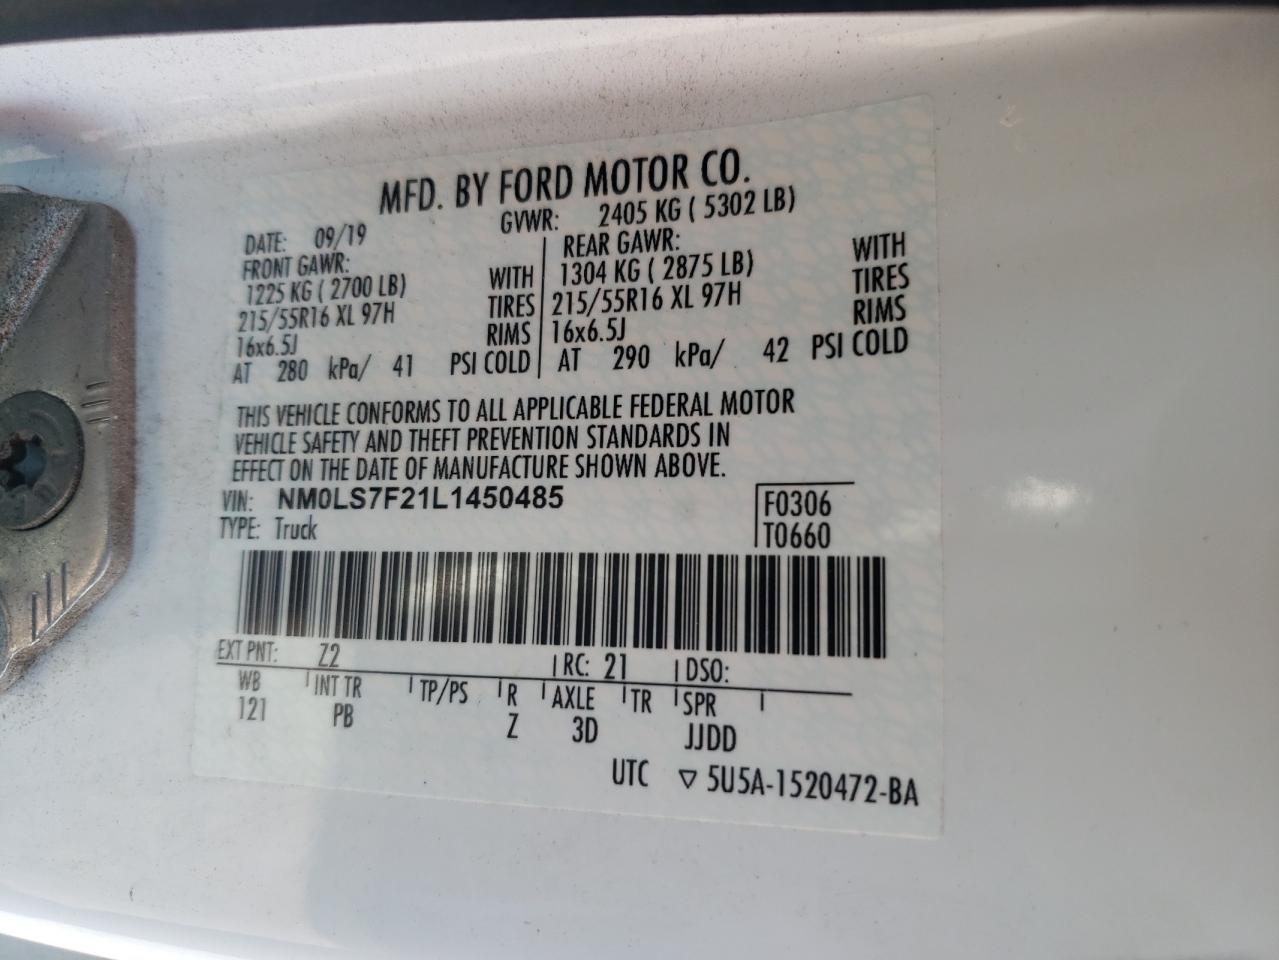 MFD. BY FORD MOTOR CO.
DATE: 09/19 GVWR: 2405 KG ( 5302 LB)
FRONT GAWR:
1225 KG ( 2700 LB) WITH
215/55R16 XL 97H TIRES
16x6.5J RIMS
AT 280 kPa/ 41 PSI COLD
REAR GAWR: WITH
1304 KG ( 2875 LB) TIRES
215/55R16 XL 97H RIMS
16x6.5J
AT 290 kPa/ 42 PSI COLD
THIS VEHICLE CONFORMS TO ALL APPLICABLE FEDERAL MOTOR
VEHICLE SAFETY AND THEFT PREVENTION STANDARDS IN
EFFECT ON THE DATE OF MANUFACTURE SHOWN ABOVE.
VIN: NM0LS7F21L1450485 F0306
TYPE: Truck T0660
EXT PNT: Z2 RC: 21 DSO:
WB INT TR TP/PS R AXLE TR SPR
121 PB Z 3D JJDD
UTC ▽ 5U5A-1520472-BA